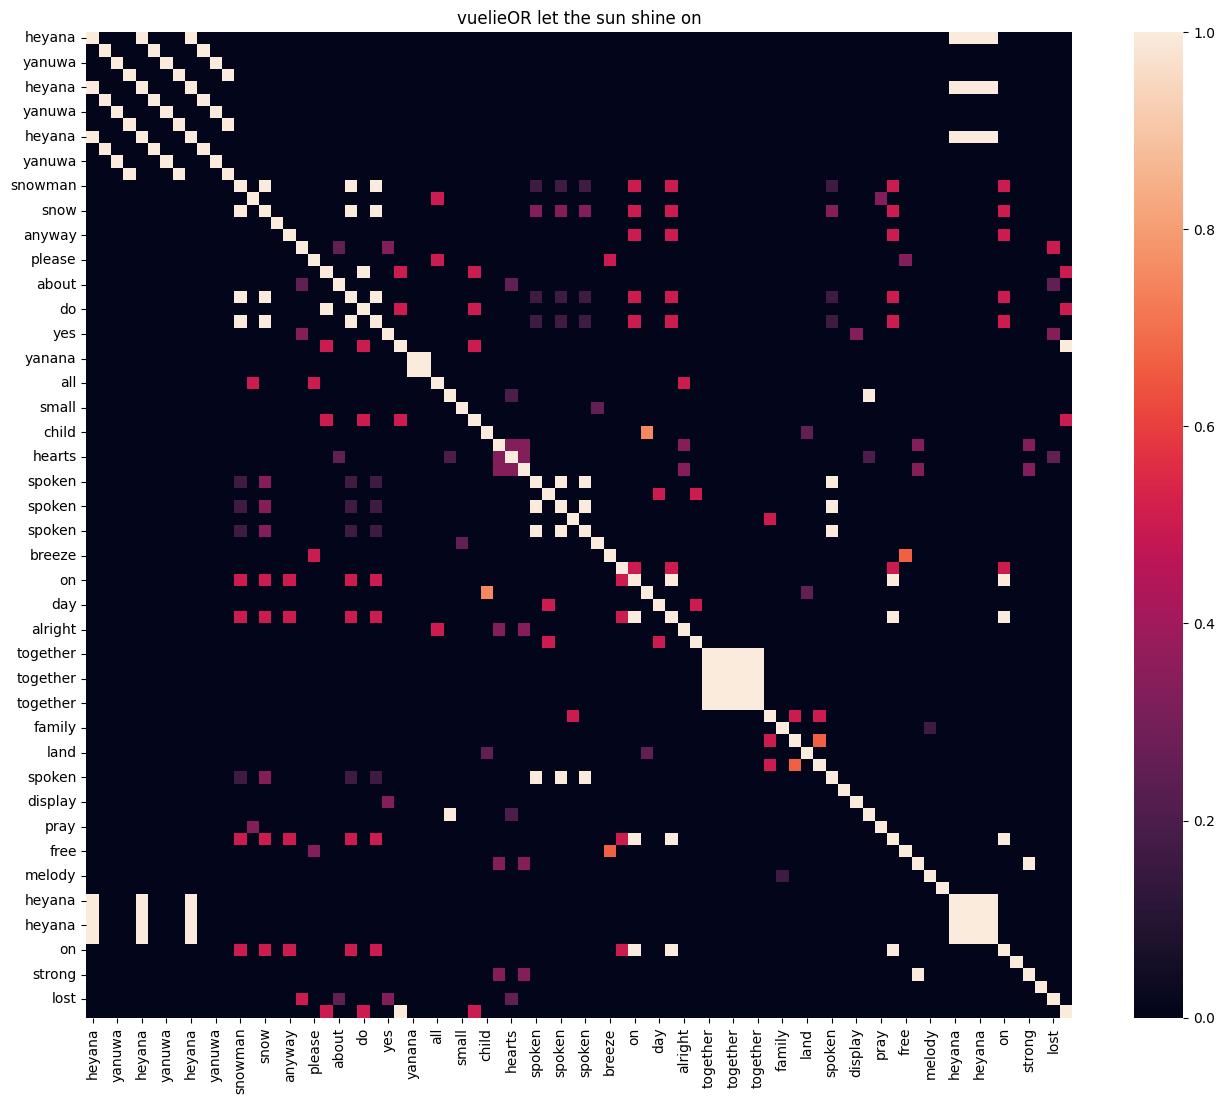 vuelieOR let the sun shine on
heyana
yanuwa
heyana
yanuwa
heyana
yanuwa
snowman
snow
anyway
please
about
do
yes
yanana
all
small
child
hearts
spoken
spoken
spoken
breeze
on
day
alright
together
together
together
family
land
spoken
display
pray
free
melody
heyana
heyana
on
strong
lost
1.0
0.8
0.6
0.4
0.2
0.0
heyana yanuwa heyana yanuwa heyana yanuwa snowman snow anyway please about do yes yanana all small child hearts spoken spoken spoken breeze on day alright together together together family land spoken display pray free melody heyana heyana on strong lost